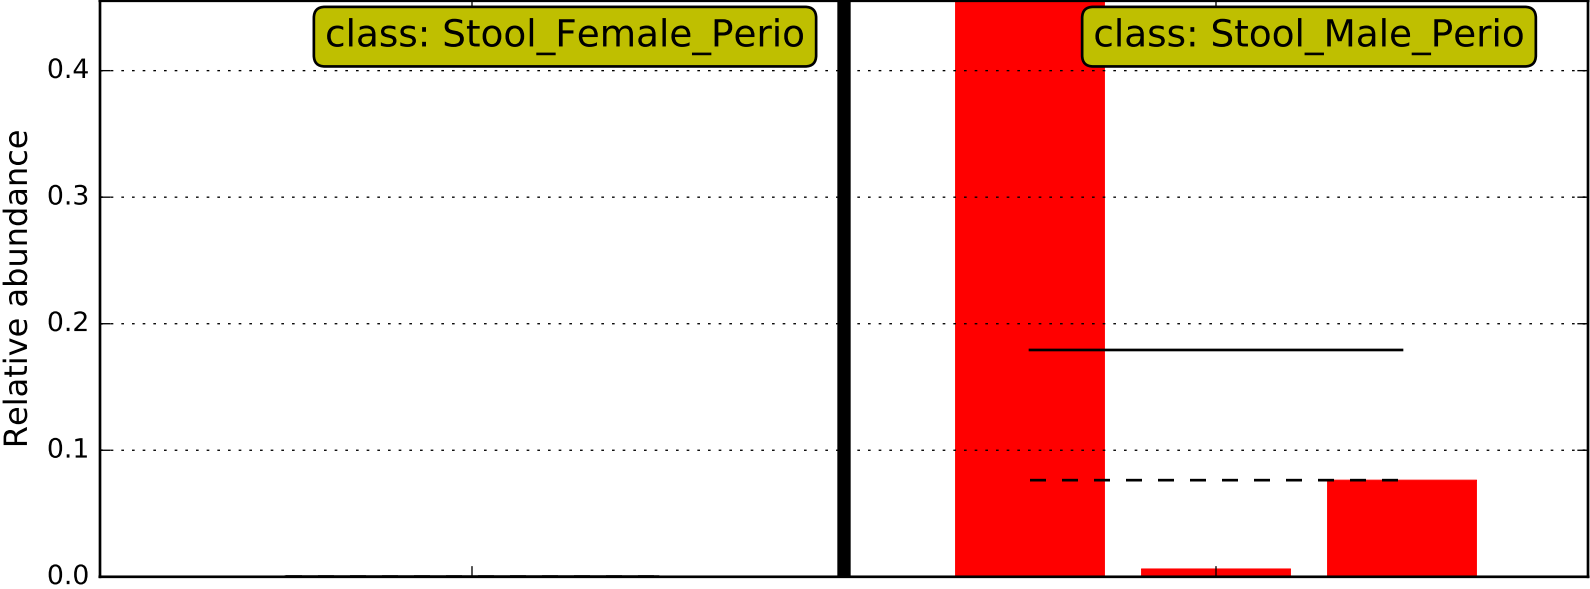 class: Stool_Female_Perio
class: Stool_Male_Perio
Relative abundance
0.4
0.3
0.2
0.1
0.0